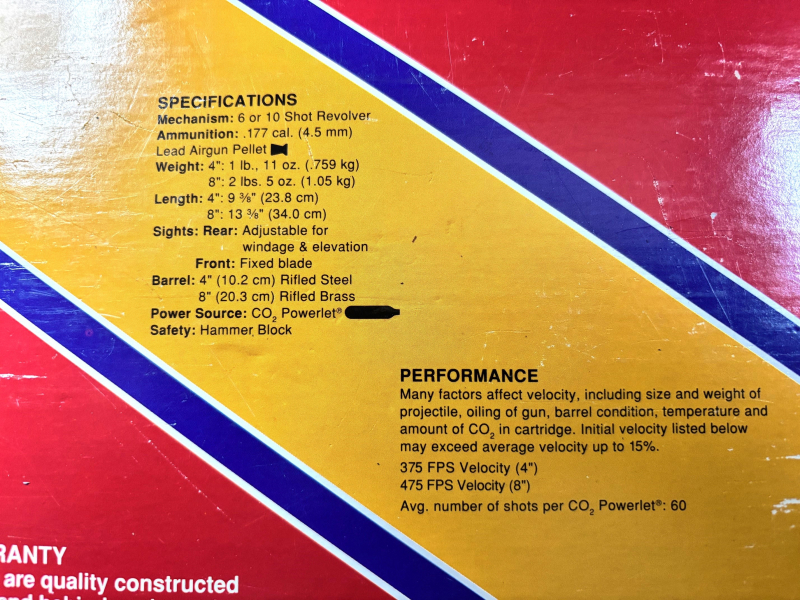 SPECIFICATIONS
Mechanism: 6 or 10 Shot Revolver
Ammunition: .177 cal. (4.5 mm)
Lead Airgun Pellet
Weight: 4": 1 lb., 11 oz. (.759 kg)
8": 2 lbs. 5 oz. (1.05 kg)
Length: 4": 9 ⅜" (23.8 cm)
8": 13 ⅜" (34.0 cm)
Sights: Rear: Adjustable for
windage & elevation
Front: Fixed blade
Barrel: 4" (10.2 cm) Rifled Steel
8" (20.3 cm) Rifled Brass
Power Source: CO₂ Powerlet®
Safety: Hammer Block
PERFORMANCE
Many factors affect velocity, including size and weight of
projectile, oiling of gun, barrel condition, temperature and
amount of CO₂ in cartridge. Initial velocity listed below
may exceed average velocity up to 15%.
375 FPS Velocity (4")
475 FPS Velocity (8")
Avg. number of shots per CO₂ Powerlet®: 60
RANTY
are quality constructed